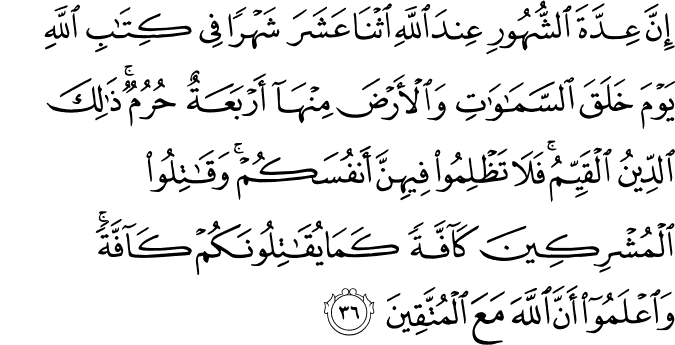 إِنَّ عِدَّةَ ٱلشُّهُورِ عِندَ ٱللَّهِ ٱثْنَا عَشَرَ شَهْرًا فِى كِتَٰبِ ٱللَّهِ
يَوْمَ خَلَقَ ٱلسَّمَٰوَٰتِ وَٱلْأَرْضَ مِنْهَآ أَرْبَعَةٌ حُرُمٌ ۚ ذَٰلِكَ
ٱلدِّينُ ٱلْقَيِّمُ ۚ فَلَا تَظْلِمُوا۟ فِيهِنَّ أَنفُسَكُمْ ۚ وَقَٰتِلُوا۟
ٱلْمُشْرِكِينَ كَآفَّةً كَمَا يُقَٰتِلُونَكُمْ كَآفَّةً ۚ
وَٱعْلَمُوٓا۟ أَنَّ ٱللَّهَ مَعَ ٱلْمُتَّقِينَ ٣٦